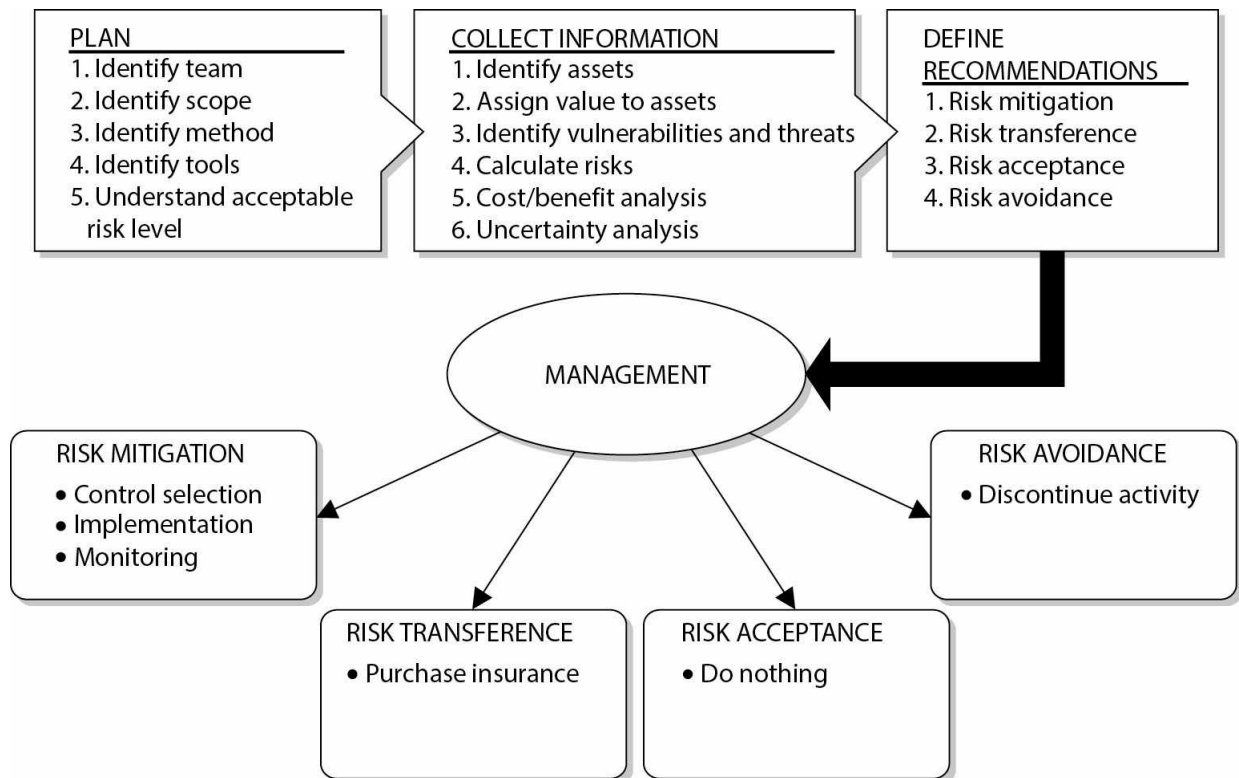 PLAN
1. Identify team
2. Identify scope
3. Identify method
4. Identify tools
5. Understand acceptable
risk level
COLLECT INFORMATION
1. Identify assets
2. Assign value to assets
3. Identify vulnerabilities and threats
4. Calculate risks
5. Cost/benefit analysis
6. Uncertainty analysis
DEFINE
RECOMMENDATIONS
1. Risk mitigation
2. Risk transference
3. Risk acceptance
4. Risk avoidance
MANAGEMENT
RISK MITIGATION
• Control selection
• Implementation
• Monitoring
RISK TRANSFERENCE
• Purchase insurance
RISK ACCEPTANCE
• Do nothing
RISK AVOIDANCE
• Discontinue activity